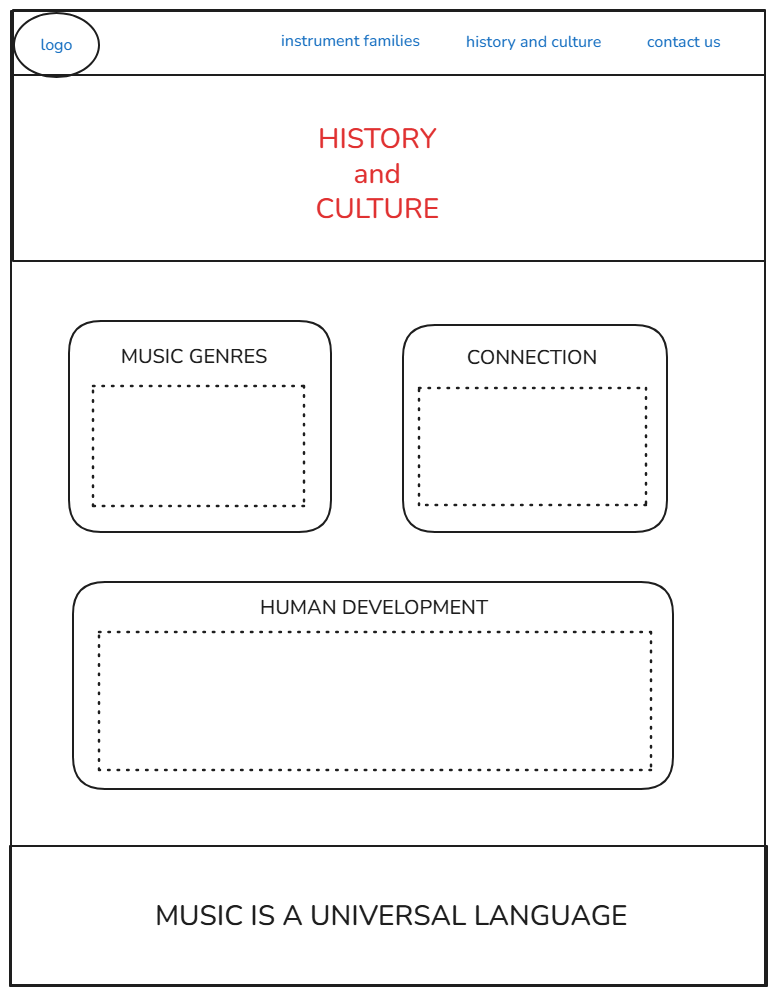 logo
instrument families
history and culture
contact us
HISTORY
and
CULTURE
MUSIC GENRES
CONNECTION
HUMAN DEVELOPMENT
MUSIC IS A UNIVERSAL LANGUAGE